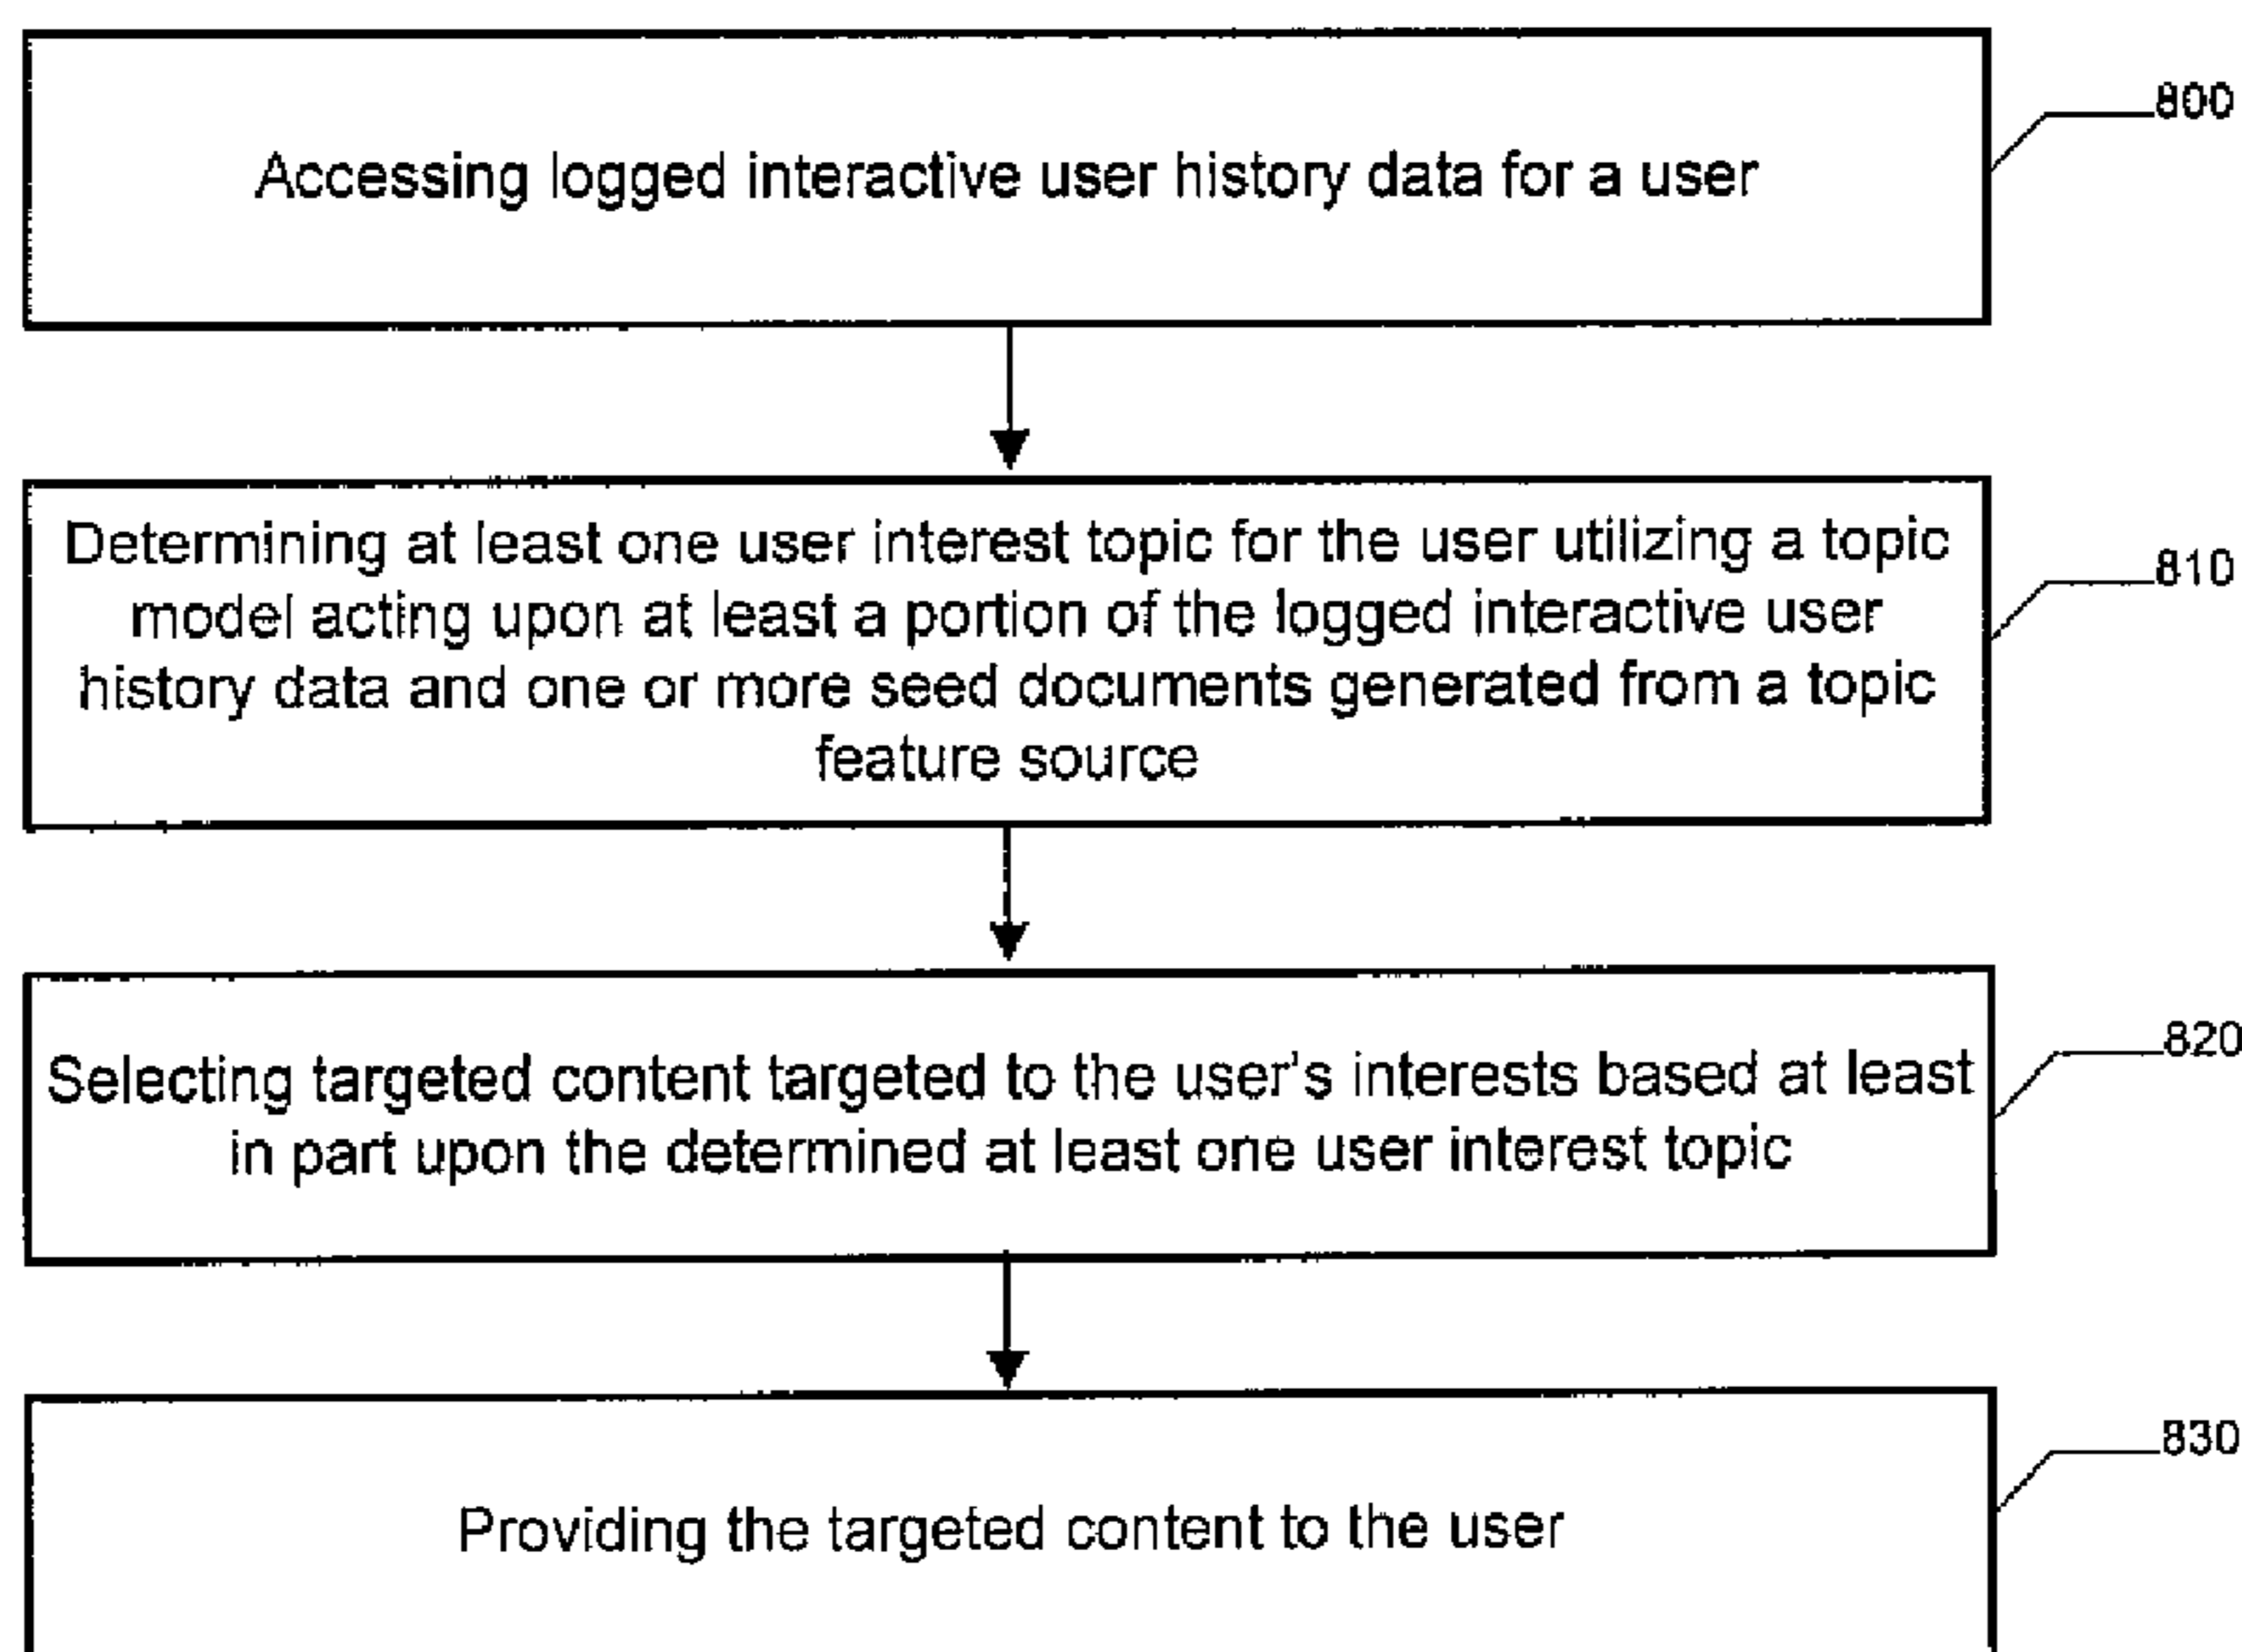 Accessing logged interactive user history data for a user
800
Determining at least one user interest topic for the user utilizing a topic
model acting upon at least a portion of the logged interactive user
history data and one or more seed documents generated from a topic
feature source
810
Selecting targeted content targeted to the user's interests based at least
in part upon the determined at least one user interest topic
820
Providing the targeted content to the user
830